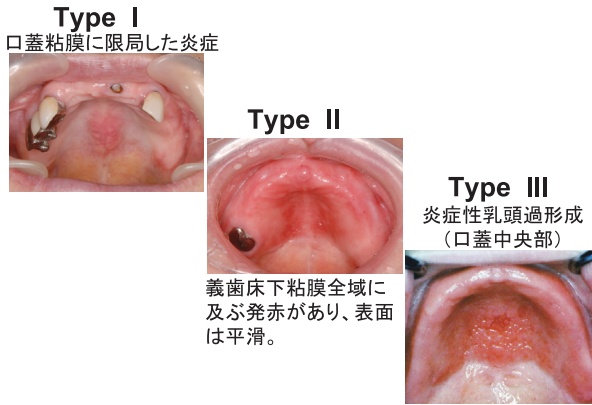 Type Ⅰ
口蓋粘膜に限局した炎症
Type Ⅱ
義歯床下粘膜全域に
及ぶ発赤があり、表面
は平滑。
Type Ⅲ
炎症性乳頭過形成
（口蓋中央部）